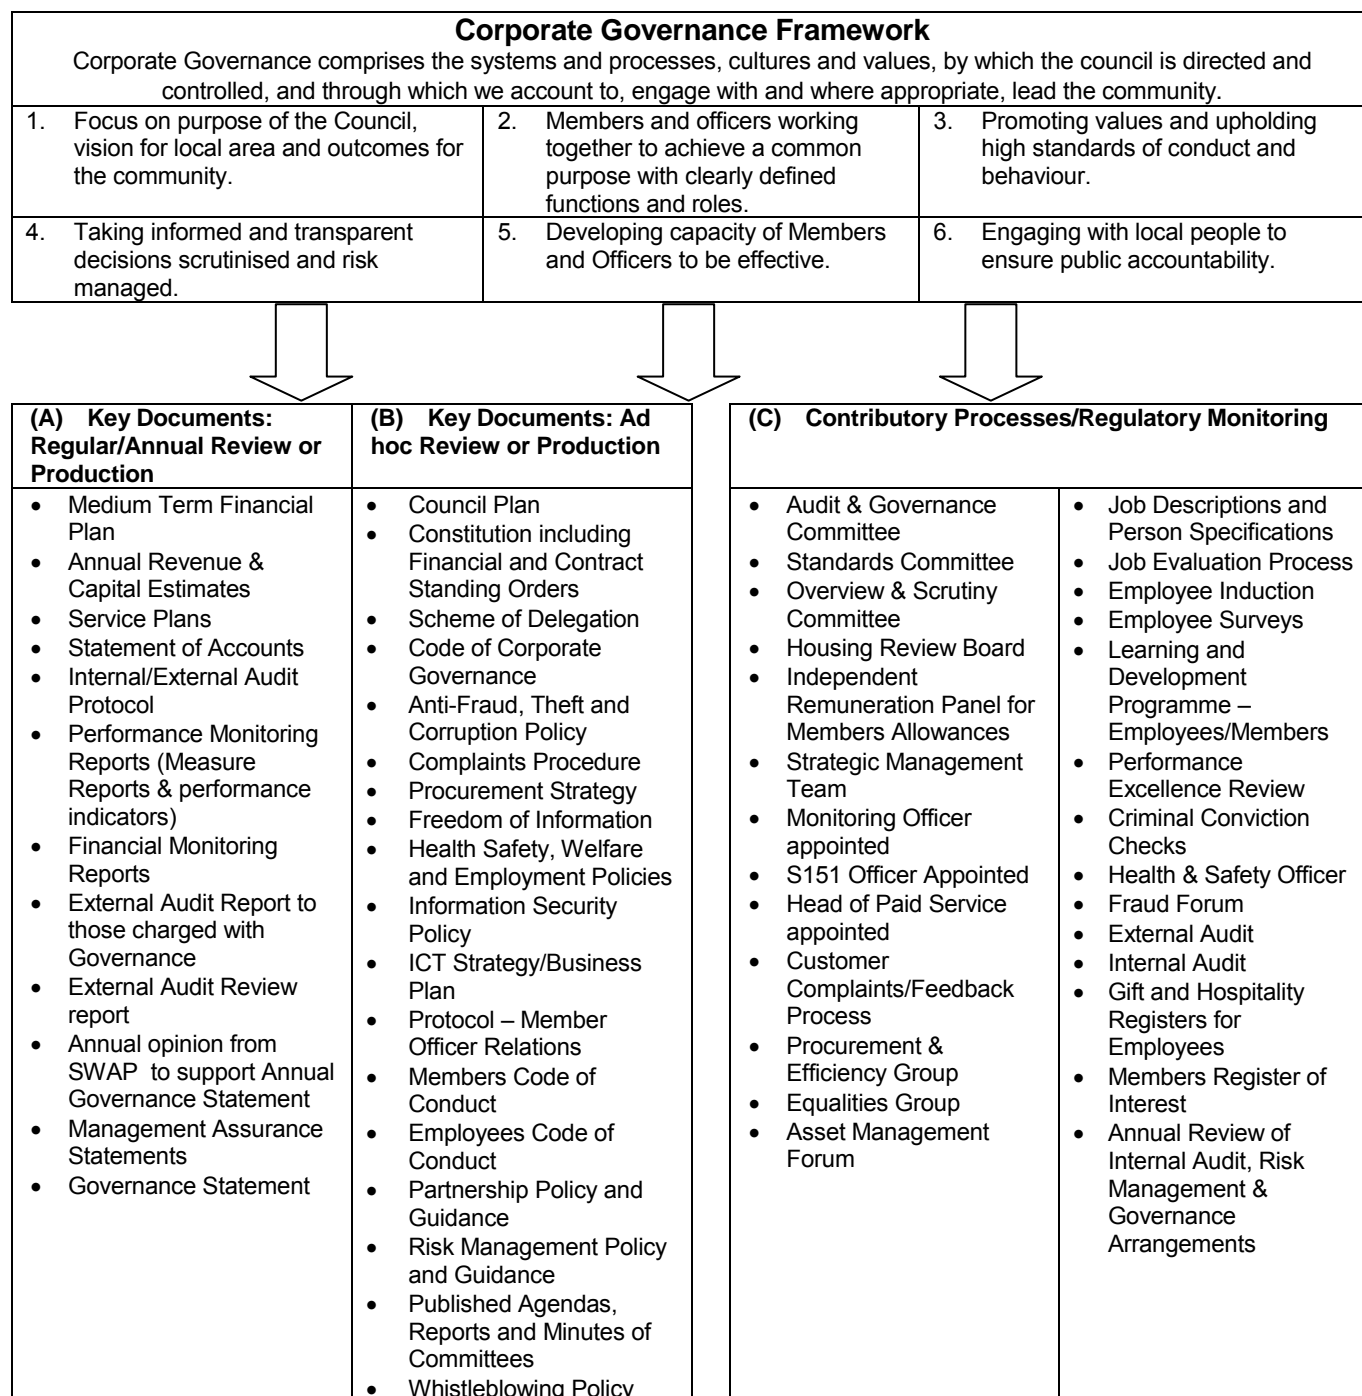 Corporate Governance Framework
Corporate Governance comprises the systems and processes, cultures and values, by which the council is directed and
controlled, and through which we account to, engage with and where appropriate, lead the community.
1. Focus on purpose of the Council,
vision for local area and outcomes for
the community.
2. Members and officers working
together to achieve a common
purpose with clearly defined
functions and roles.
3. Promoting values and upholding
high standards of conduct and
behaviour.
4. Taking informed and transparent
decisions scrutinised and risk
managed.
5. Developing capacity of Members
and Officers to be effective.
6. Engaging with local people to
ensure public accountability.
(A) Key Documents:
Regular/Annual Review or
Production
• Medium Term Financial
Plan
• Annual Revenue &
Capital Estimates
• Service Plans
• Statement of Accounts
• Internal/External Audit
Protocol
• Performance Monitoring
Reports (Measure
Reports & performance
indicators)
• Financial Monitoring
Reports
• External Audit Report to
those charged with
Governance
• External Audit Review
report
• Annual opinion from
SWAP to support Annual
Governance Statement
• Management Assurance
Statements
• Governance Statement
(B) Key Documents: Ad
hoc Review or Production
• Council Plan
• Constitution including
Financial and Contract
Standing Orders
• Scheme of Delegation
• Code of Corporate
Governance
• Anti-Fraud, Theft and
Corruption Policy
• Complaints Procedure
• Procurement Strategy
• Freedom of Information
• Health Safety, Welfare
and Employment Policies
• Information Security
Policy
• ICT Strategy/Business
Plan
• Protocol – Member
Officer Relations
• Members Code of
Conduct
• Employees Code of
Conduct
• Partnership Policy and
Guidance
• Risk Management Policy
and Guidance
• Published Agendas,
Reports and Minutes of
Committees
• Whistleblowing Policy
(C) Contributory Processes/Regulatory Monitoring
• Audit & Governance
Committee
• Standards Committee
• Overview & Scrutiny
Committee
• Housing Review Board
• Independent
Remuneration Panel for
Members Allowances
• Strategic Management
Team
• Monitoring Officer
appointed
• S151 Officer Appointed
• Head of Paid Service
appointed
• Customer
Complaints/Feedback
Process
• Procurement &
Efficiency Group
• Equalities Group
• Asset Management
Forum
• Job Descriptions and
Person Specifications
• Job Evaluation Process
• Employee Induction
• Employee Surveys
• Learning and
Development
Programme –
Employees/Members
• Performance
Excellence Review
• Criminal Conviction
Checks
• Health & Safety Officer
• Fraud Forum
• External Audit
• Internal Audit
• Gift and Hospitality
Registers for
Employees
• Members Register of
Interest
• Annual Review of
Internal Audit, Risk
Management &
Governance
Arrangements